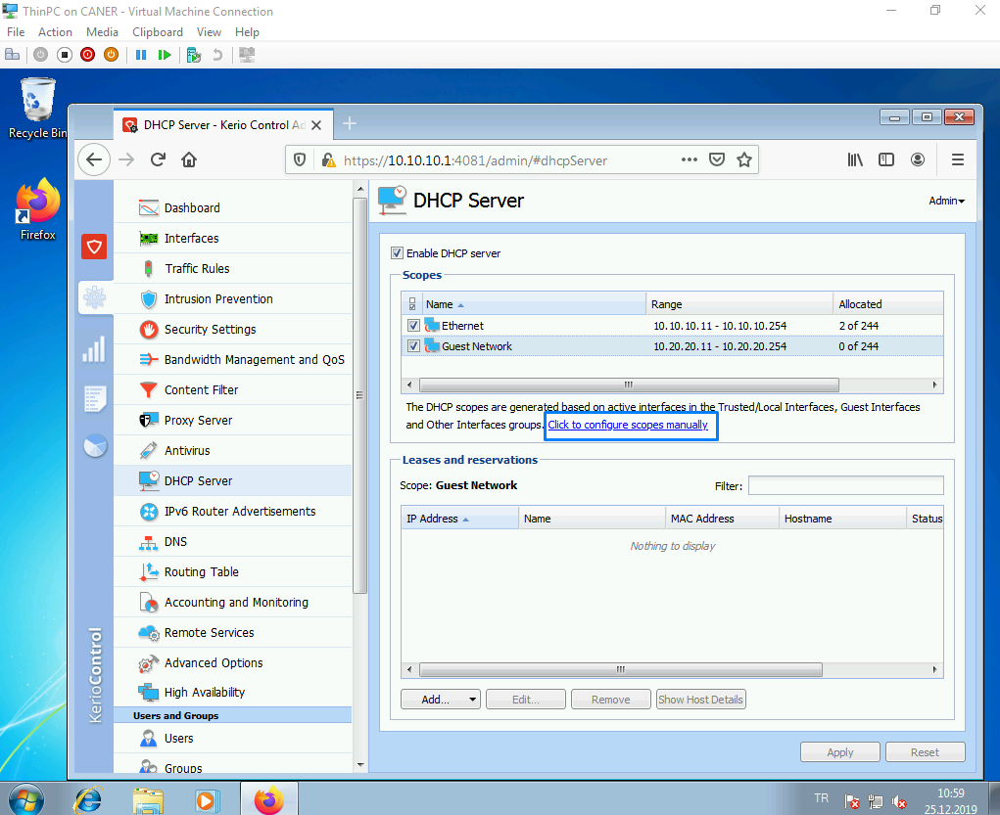 ThinPC on CANER - Virtual Machine Connection
File Action Media Clipboard View Help
Recycle Bin
Firefox
DHCP Server - Kerio Control Ad
https://10.10.10.1:4081/admin/#dhcpServer
KerioControl
Dashboard
Interfaces
Traffic Rules
Intrusion Prevention
Security Settings
Bandwidth Management and QoS
Content Filter
Proxy Server
Antivirus
DHCP Server
IPv6 Router Advertisements
DNS
Routing Table
Accounting and Monitoring
Remote Services
Advanced Options
High Availability
Users and Groups
Users
Groups
DHCP Server
Admin
Enable DHCP server
Scopes
Name Range Allocated
Ethernet 10.10.10.11 - 10.10.10.254 2 of 244
Guest Network 10.20.20.11 - 10.20.20.254 0 of 244
The DHCP scopes are generated based on active interfaces in the Trusted/Local Interfaces, Guest Interfaces
and Other Interfaces groups. Click to configure scopes manually
Leases and reservations
Scope: Guest Network Filter:
IP Address Name MAC Address Hostname Status
Nothing to display
Add... Edit... Remove Show Host Details
Apply Reset
TR
10:59
25.12.2019